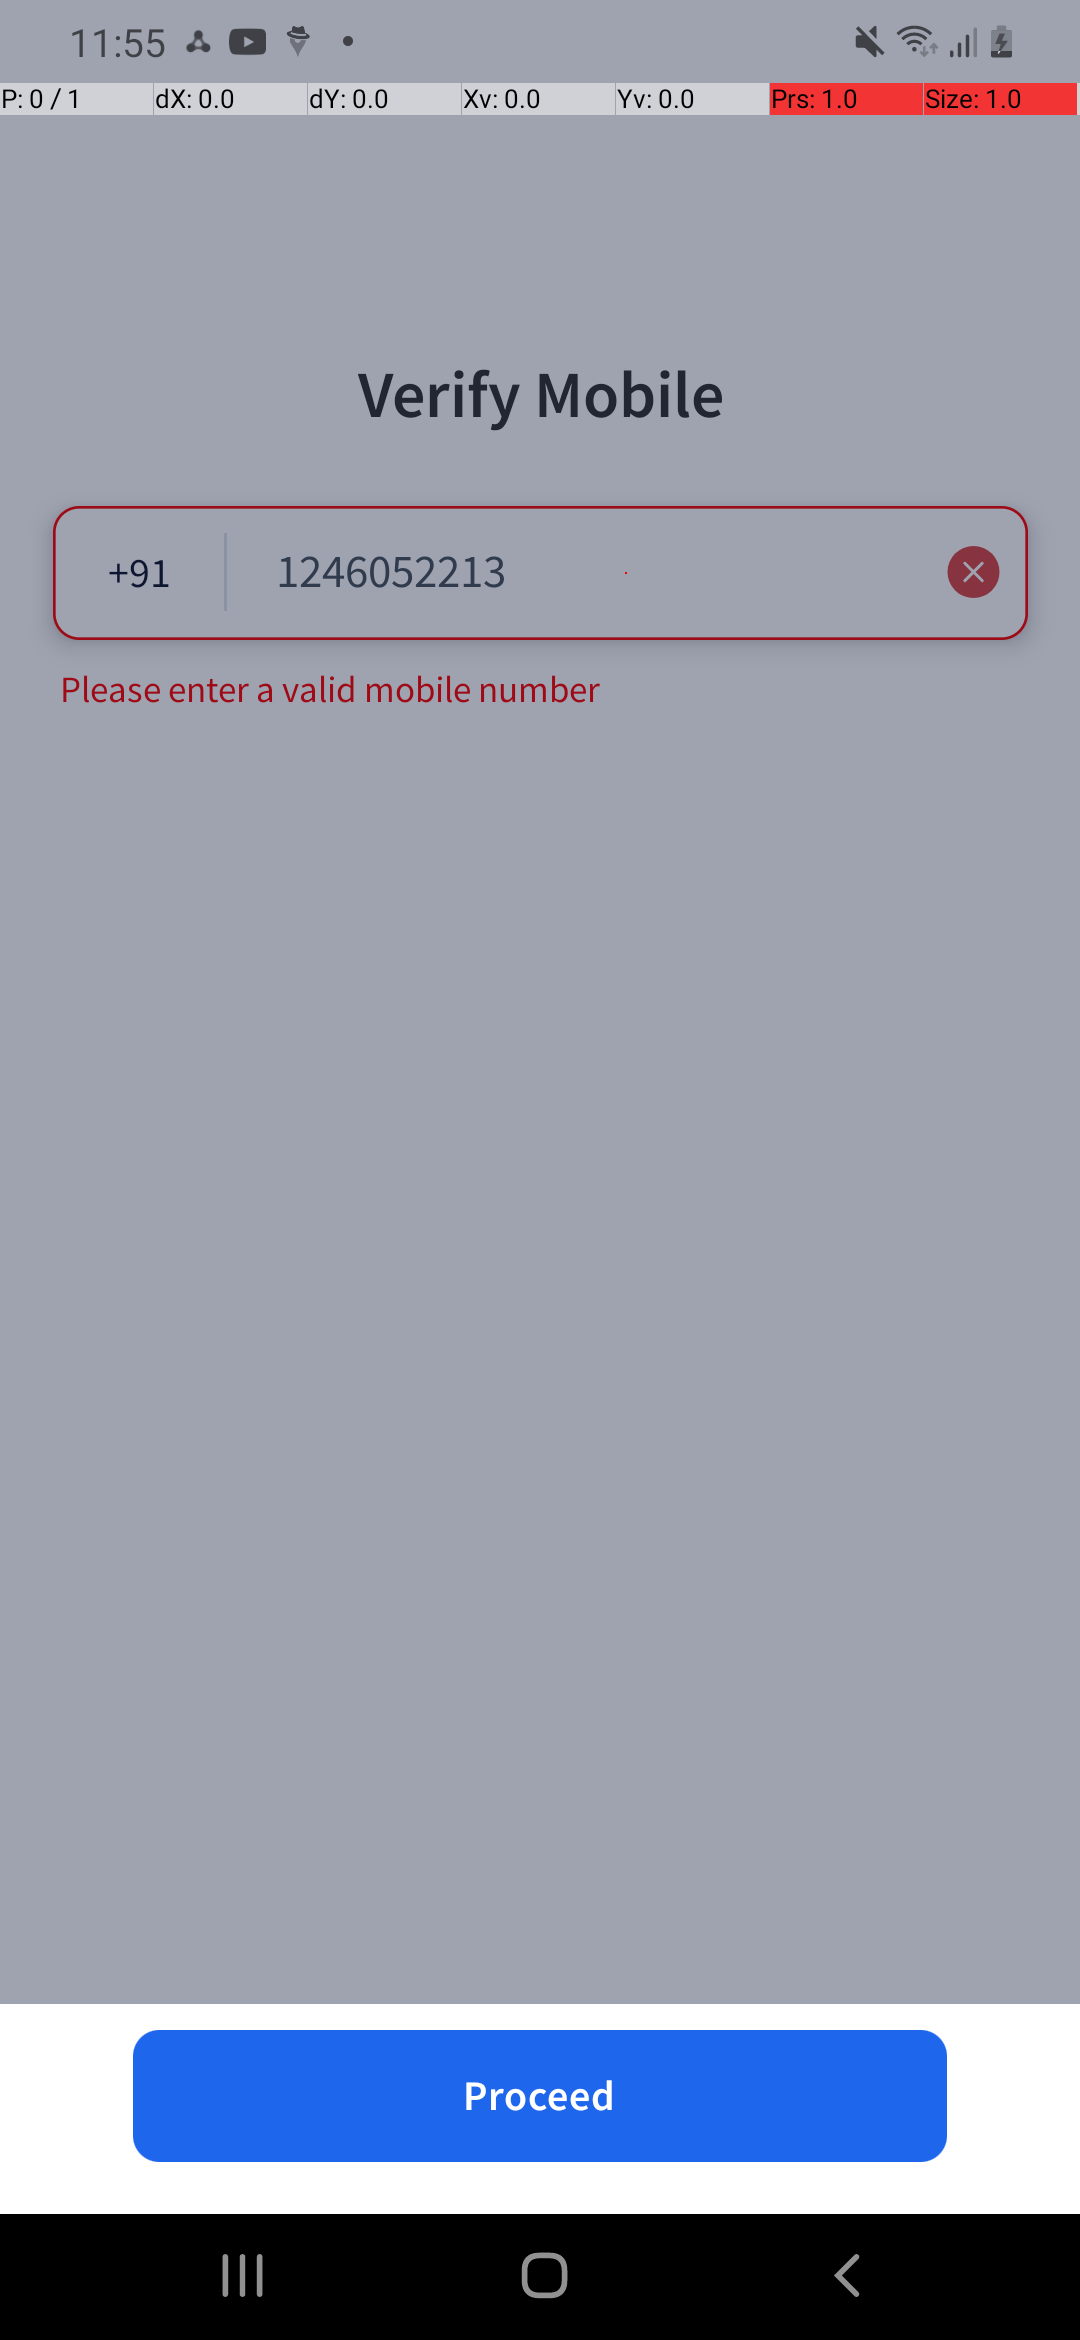 11:55
P: 0 / 1 dX: 0.0 dY: 0.0 Xv: 0.0 Yv: 0.0 Prs: 1.0 Size: 1.0
Verify Mobile
+91 1246052213
Please enter a valid mobile number
Proceed